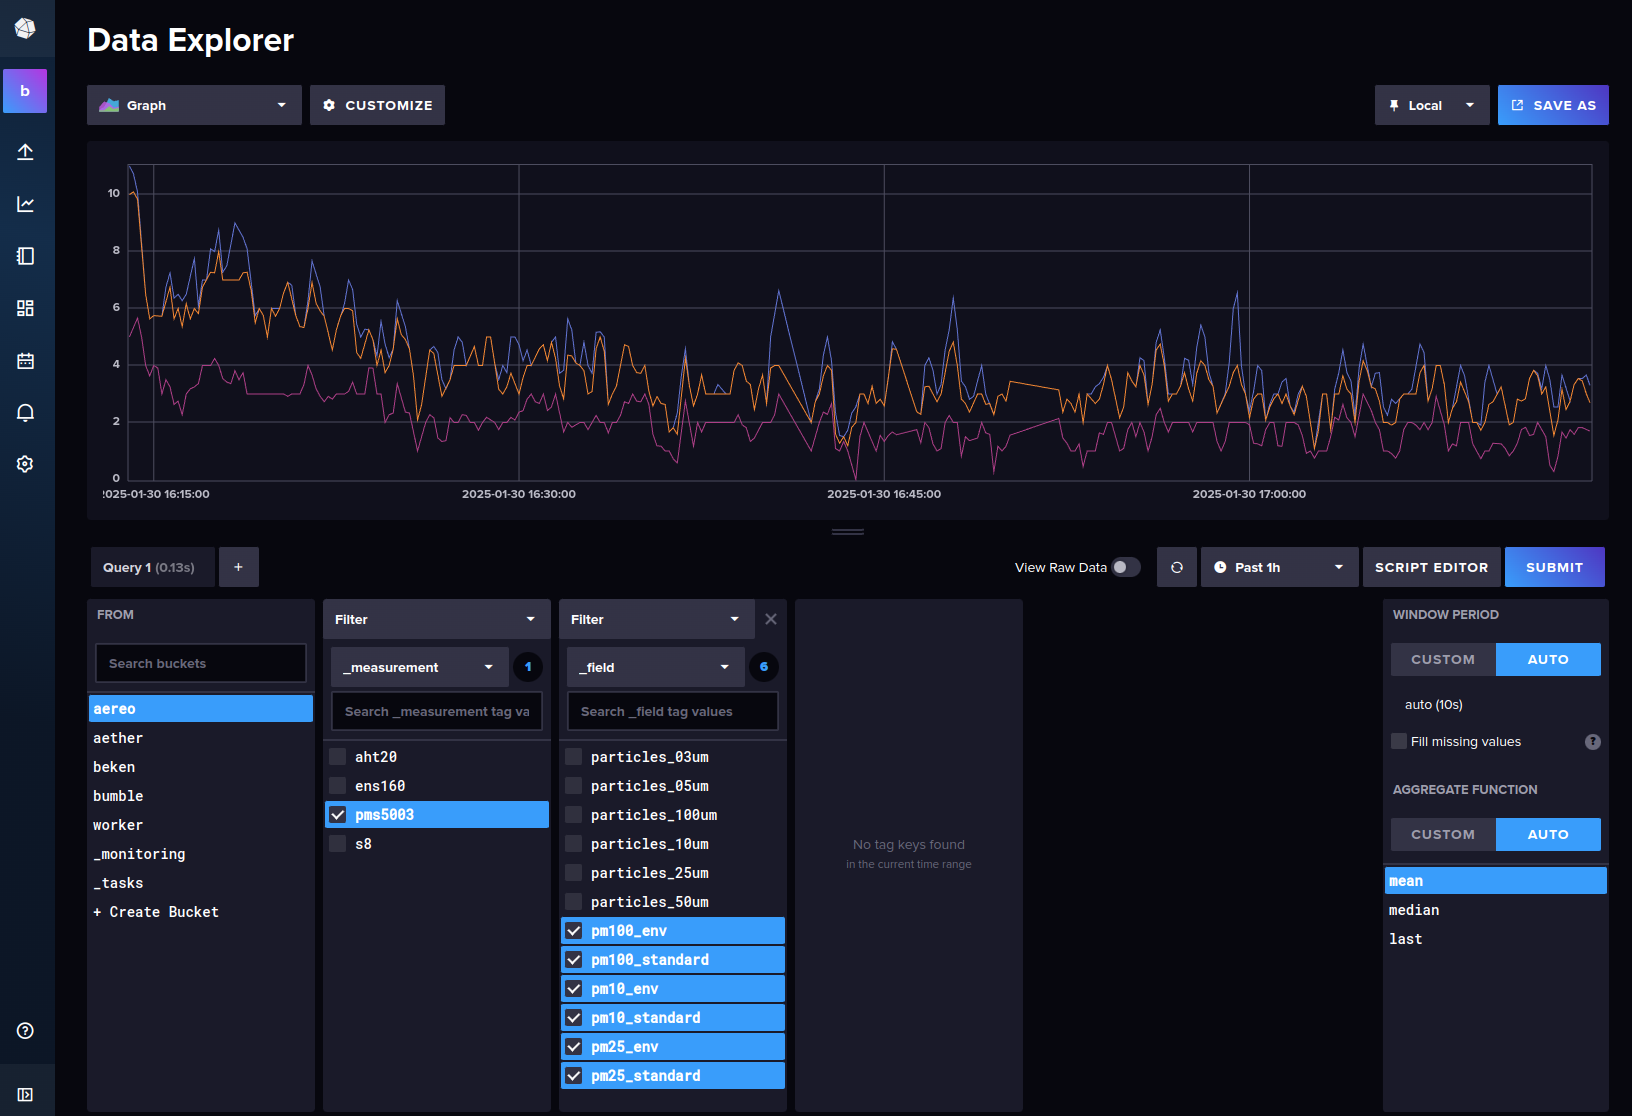 Data Explorer
b
Graph
CUSTOMIZE
Local
SAVE AS
10
8
6
4
2
0
2025-01-30 16:15:00
2025-01-30 16:30:00
2025-01-30 16:45:00
2025-01-30 17:00:00
Query 1 (0.13s)
+
View Raw Data
Past 1h
SCRIPT EDITOR
SUBMIT
FROM
Search buckets
aereo
aether
beken
bumble
worker
_monitoring
_tasks
+ Create Bucket
Filter
_measurement
1
Search _measurement tag va
aht20
ens160
pms5003
s8
Filter
_field
6
Search _field tag values
particles_03um
particles_05um
particles_100um
particles_10um
particles_25um
particles_50um
pm100_env
pm100_standard
pm10_env
pm10_standard
pm25_env
pm25_standard
No tag keys found
in the current time range
WINDOW PERIOD
CUSTOM
AUTO
auto (10s)
Fill missing values
?
AGGREGATE FUNCTION
CUSTOM
AUTO
mean
median
last